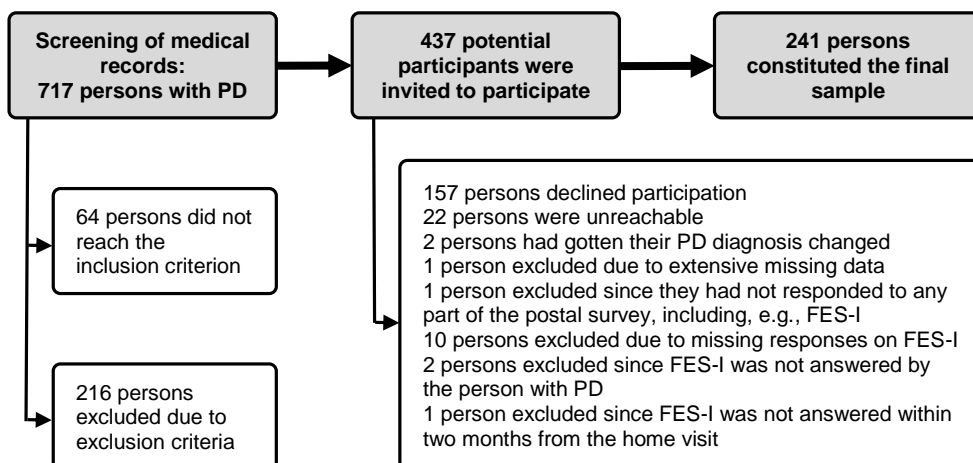 Screening of medical
records:
717 persons with PD
437 potential
participants were
invited to participate
241 persons
constituted the final
sample
64 persons did not
reach the
inclusion criterion
216 persons
excluded due to
exclusion criteria
157 persons declined participation
22 persons were unreachable
2 persons had gotten their PD diagnosis changed
1 person excluded due to extensive missing data
1 person excluded since they had not responded to any
part of the postal survey, including, e.g., FES-I
10 persons excluded due to missing responses on FES-I
2 persons excluded since FES-I was not answered by
the person with PD
1 person excluded since FES-I was not answered within
two months from the home visit